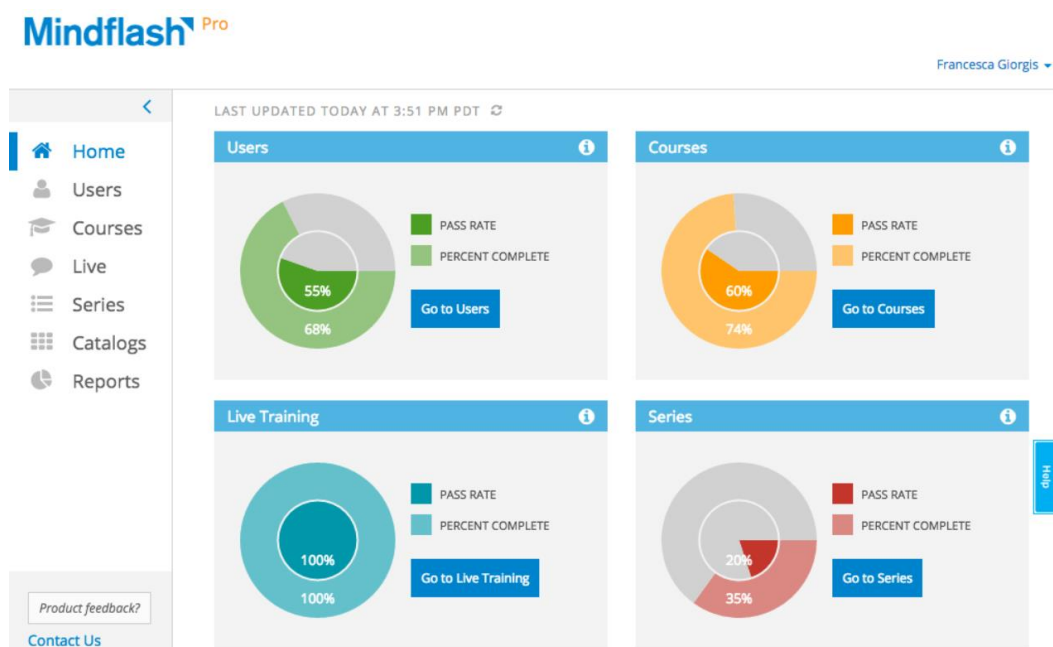 Mindflash Pro
Francesca Giorgis
LAST UPDATED TODAY AT 3:51 PM PDT
Home
Users
Courses
Live
Series
Catalogs
Reports
Product feedback?
Contact Us
Users
PASS RATE
PERCENT COMPLETE
55%
68%
Go to Users
Courses
PASS RATE
PERCENT COMPLETE
60%
74%
Go to Courses
Live Training
PASS RATE
PERCENT COMPLETE
100%
100%
Go to Live Training
Series
PASS RATE
PERCENT COMPLETE
20%
35%
Go to Series
Help